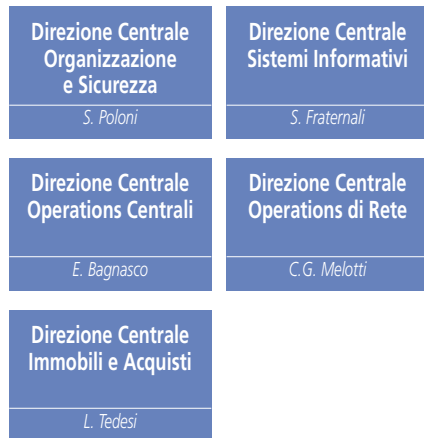 Direzione Centrale
Organizzazione
e Sicurezza
S. Poloni
Direzione Centrale
Sistemi Informativi
S. Fraternali
Direzione Centrale
Operations Centrali
E. Bagnasco
Direzione Centrale
Operations di Rete
C.G. Melotti
Direzione Centrale
Immobili e Acquisti
L. Tedesi